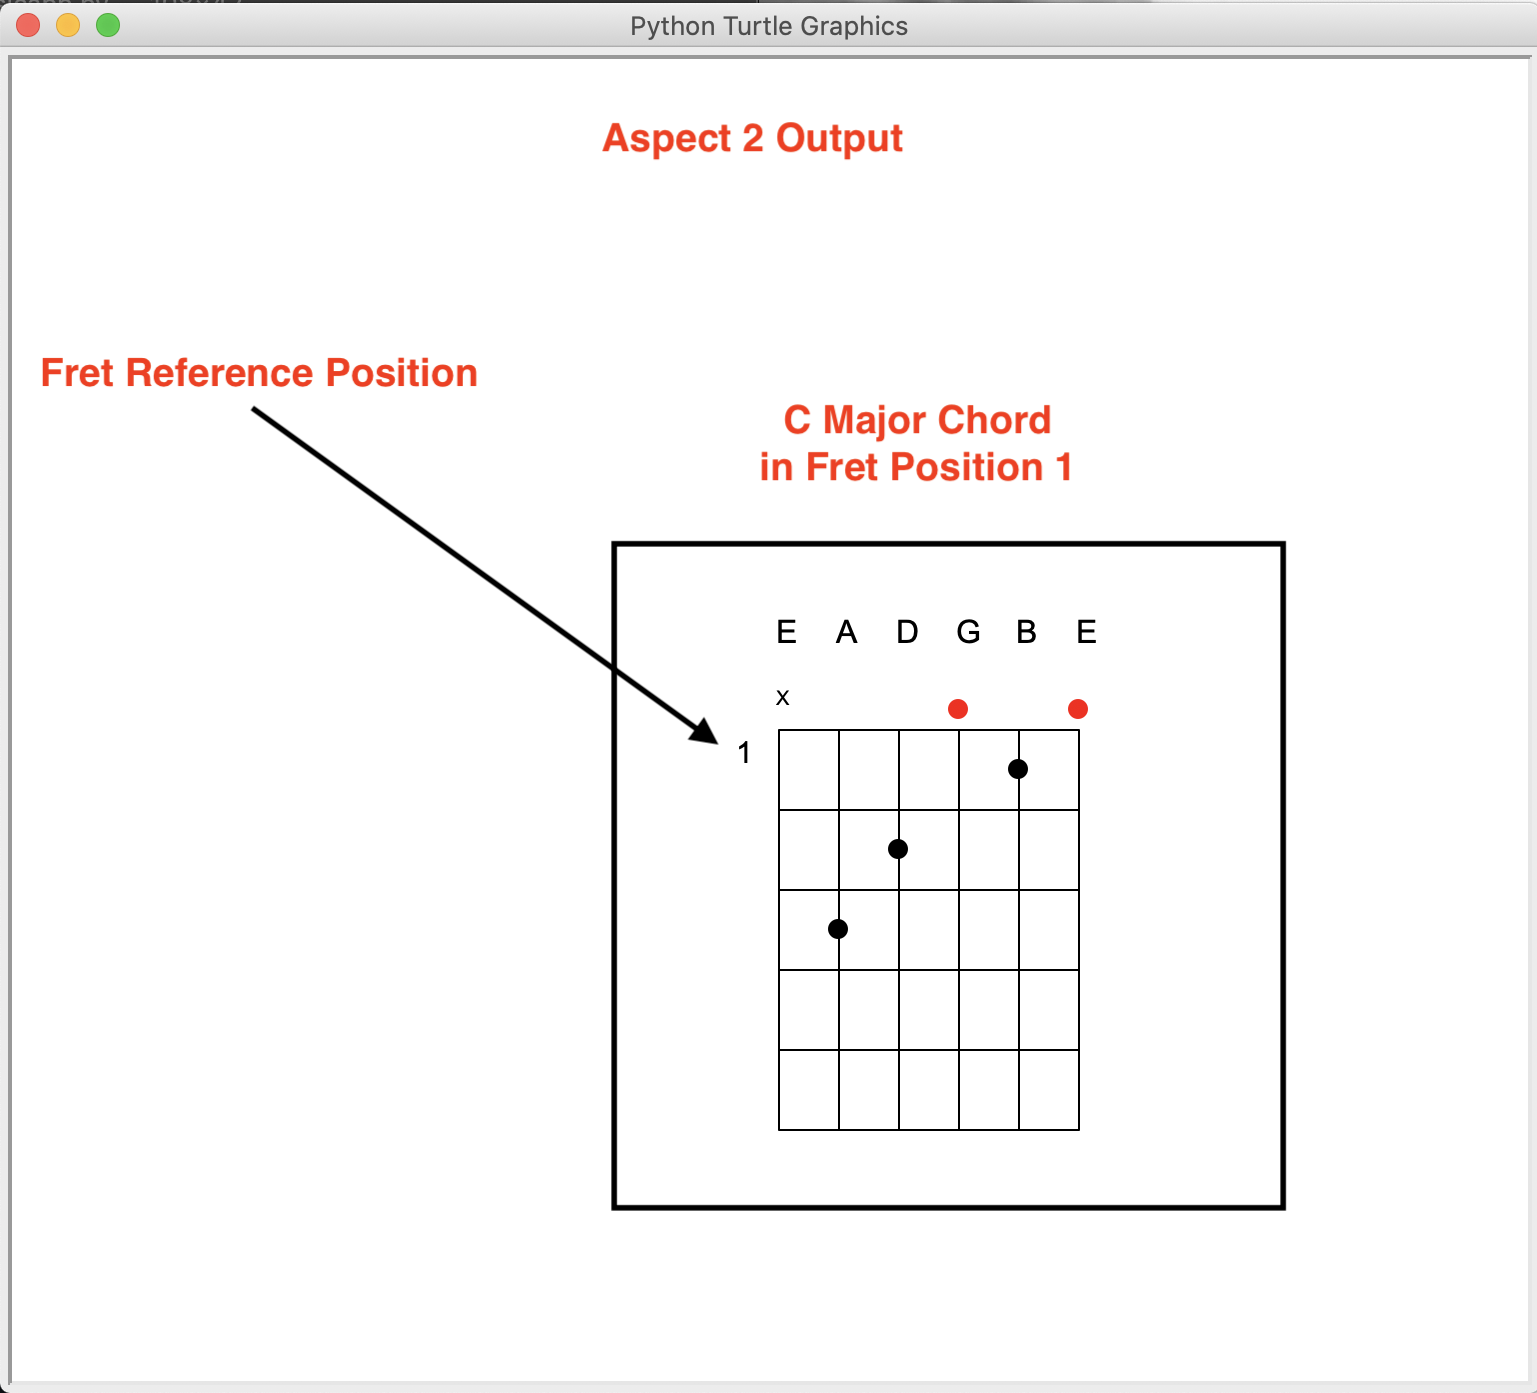 Python Turtle Graphics
Aspect 2 Output
Fret Reference Position
C Major Chord
in Fret Position 1
E A D G B E
x
1